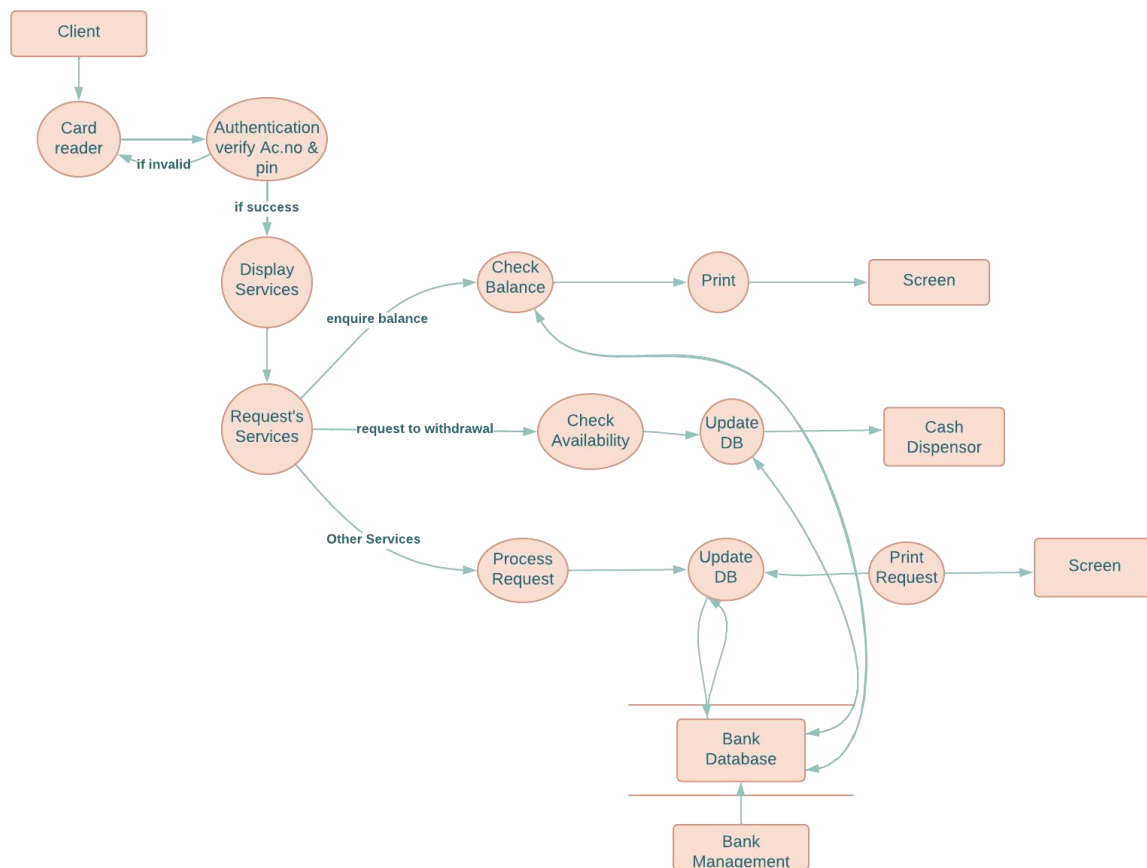 Client
Card
reader
Authentication
verify Ac.no &
pin
if invalid
if success
Display
Services
Check
Balance
Print
Screen
enquire balance
Request's
Services
request to withdrawal
Check
Availability
Update
DB
Cash
Dispensor
Other Services
Process
Request
Update
DB
Print
Request
Screen
Bank
Database
Bank
Management